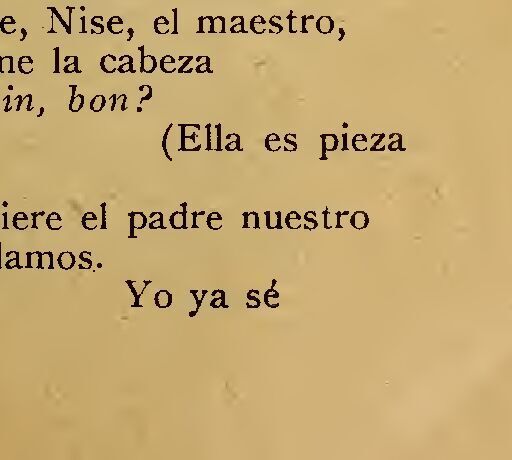 e, Nise, el maestro,
ne la cabeza
in, bon?
(Ella es pieza
iere el padre nuestro
lamos.
Yo ya sé